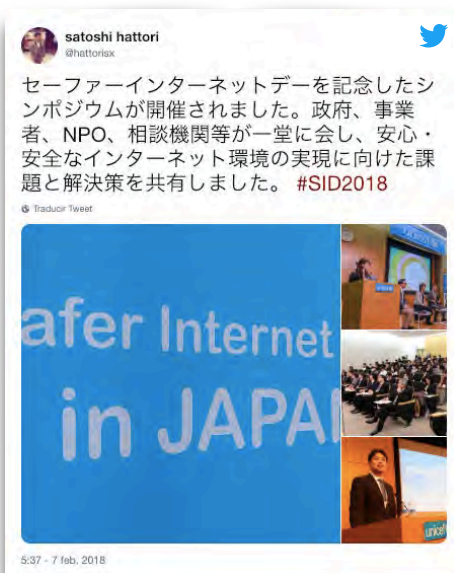 satoshi hattori
@hattorisx
セーファーインターネットデーを記念したシ
ンポジウムが開催されました。政府、事業
者、NPO、相談機関等が一堂に会し、安心・
安全なインターネット環境の実現に向けた課
題と解決策を共有しました。 #SID2018
Traducir Tweet
afer Internet
in JAPA
unicef
5:37 - 7 feb. 2018